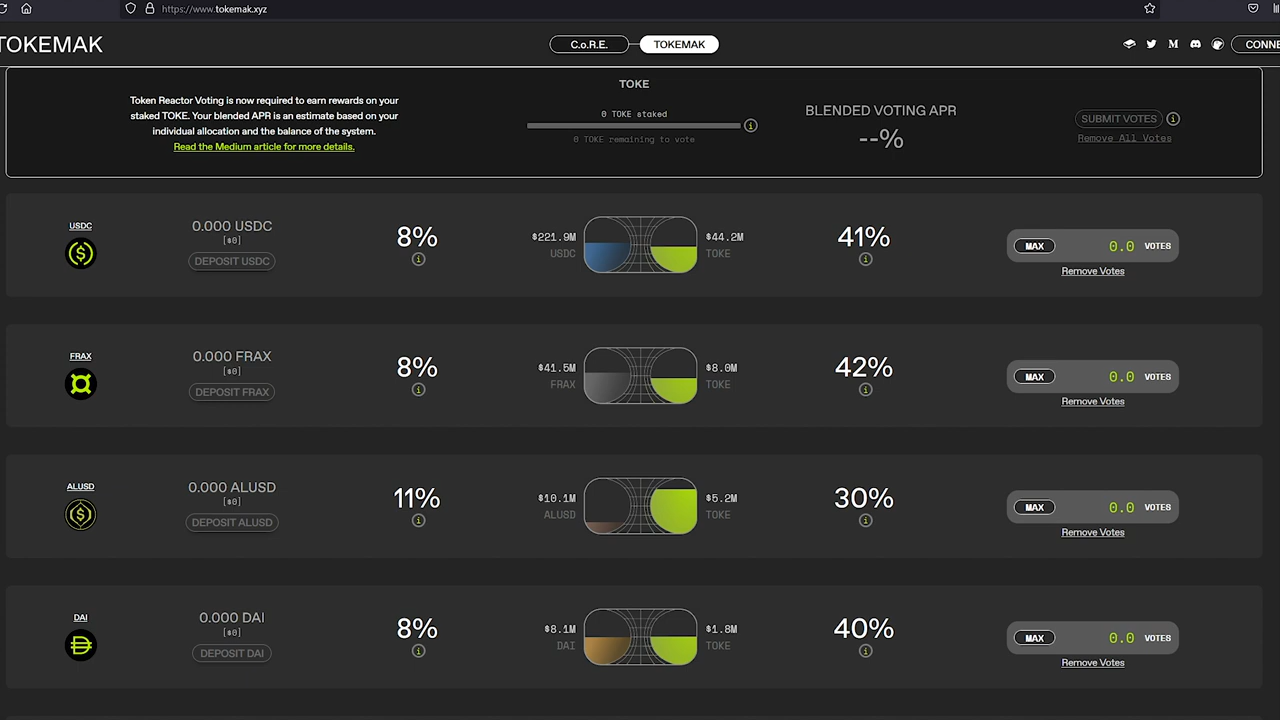 https://www.tokemak.xyz
TOKEMAK
C.o.R.E.
TOKEMAK
CONNE
Token Reactor Voting is now required to earn rewards on your
staked TOKE. Your blended APR is an estimate based on your
individual allocation and the balance of the system.
Read the Medium article for more details.
TOKE
0 TOKE staked
0 TOKE remaining to vote
BLENDED VOTING APR
--%
SUBMIT VOTES
Remove All Votes
USDC
0.000 USDC
[$0]
DEPOSIT USDC
8%
$221.9M
USDC
$44.2M
TOKE
41%
MAX
0.0 VOTES
Remove Votes
FRAX
0.000 FRAX
[$0]
DEPOSIT FRAX
8%
$41.5M
FRAX
$8.0M
TOKE
42%
MAX
0.0 VOTES
Remove Votes
ALUSD
0.000 ALUSD
[$0]
DEPOSIT ALUSD
11%
$10.1M
ALUSD
$5.2M
TOKE
30%
MAX
0.0 VOTES
Remove Votes
DAI
0.000 DAI
[$0]
DEPOSIT DAI
8%
$8.1M
DAI
$1.8M
TOKE
40%
MAX
0.0 VOTES
Remove Votes